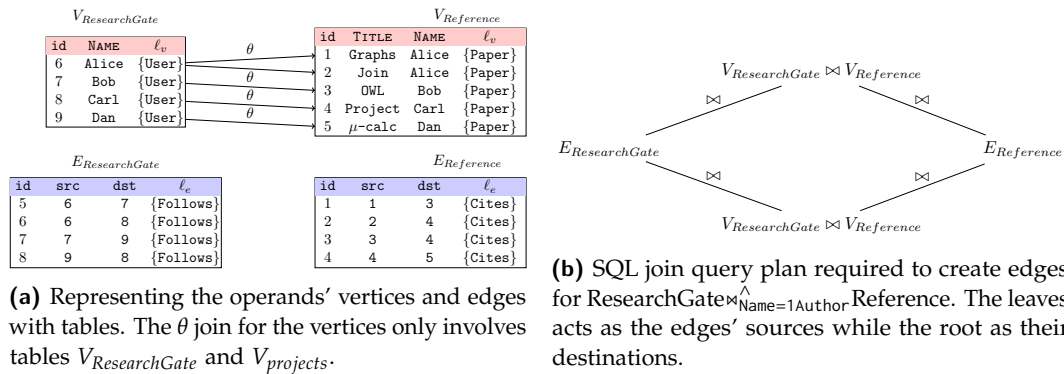 V_ResearchGate
id NAME ℓ_v
6 Alice {User}
7 Bob {User}
8 Carl {User}
9 Dan {User}
θ
θ
θ
θ
V_Reference
id TITLE NAME ℓ_v
1 Graphs Alice {Paper}
2 Join Alice {Paper}
3 OWL Bob {Paper}
4 Project Carl {Paper}
5 μ-calc Dan {Paper}
E_ResearchGate
id src dst ℓ_e
5 6 7 {Follows}
6 6 8 {Follows}
7 7 9 {Follows}
8 9 8 {Follows}
E_Reference
id src dst ℓ_e
1 1 3 {Cites}
2 2 4 {Cites}
3 3 4 {Cites}
4 4 5 {Cites}
(a) Representing the operands' vertices and edges
with tables. The θ join for the vertices only involves
tables V_ResearchGate and V_projects.
V_ResearchGate ⋈ V_Reference
⋈ ⋈
E_ResearchGate E_Reference
⋈ ⋈
V_ResearchGate ⋈ V_Reference
(b) SQL join query plan required to create edges
for ResearchGate⋈^∧_Name=1Author Reference. The leaves
acts as the edges' sources while the root as their
destinations.